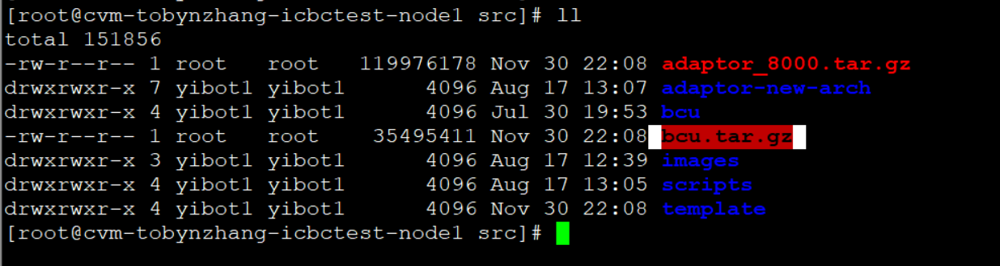 [root@cvm-tobynzhang-icbctest-node1 src]# ll
total 151856
-rw-r--r-- 1 root   root   119976178 Nov 30 22:08 adaptor_8000.tar.gz
drwxrwxr-x 7 yibot1 yibot1      4096 Aug 17 13:07 adaptor-new-arch
drwxrwxr-x 4 yibot1 yibot1      4096 Jul 30 19:53 bcu
-rw-r--r-- 1 root   root    35495411 Nov 30 22:08 bcu.tar.gz
drwxrwxr-x 3 yibot1 yibot1      4096 Aug 17 12:39 images
drwxrwxr-x 4 yibot1 yibot1      4096 Aug 17 13:05 scripts
drwxrwxr-x 4 yibot1 yibot1      4096 Nov 30 22:08 template
[root@cvm-tobynzhang-icbctest-node1 src]#